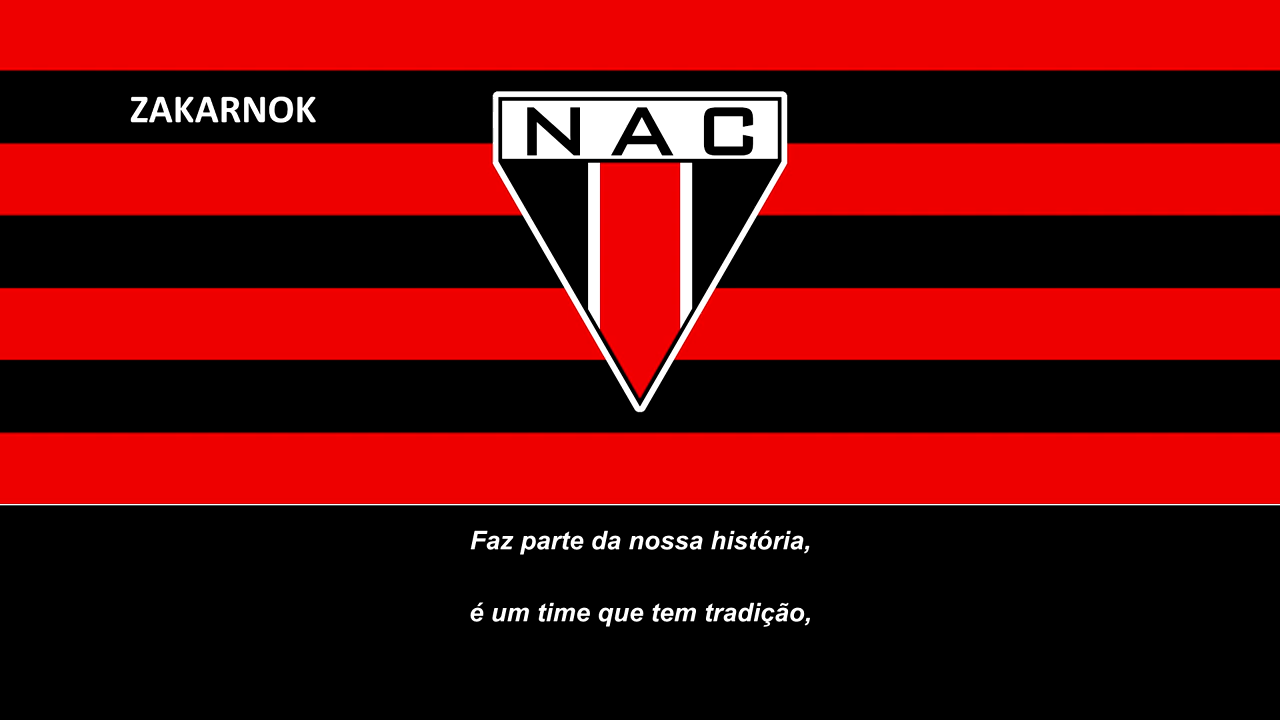 ZAKARNOK
NAC
Faz parte da nossa história,
é um time que tem tradição,